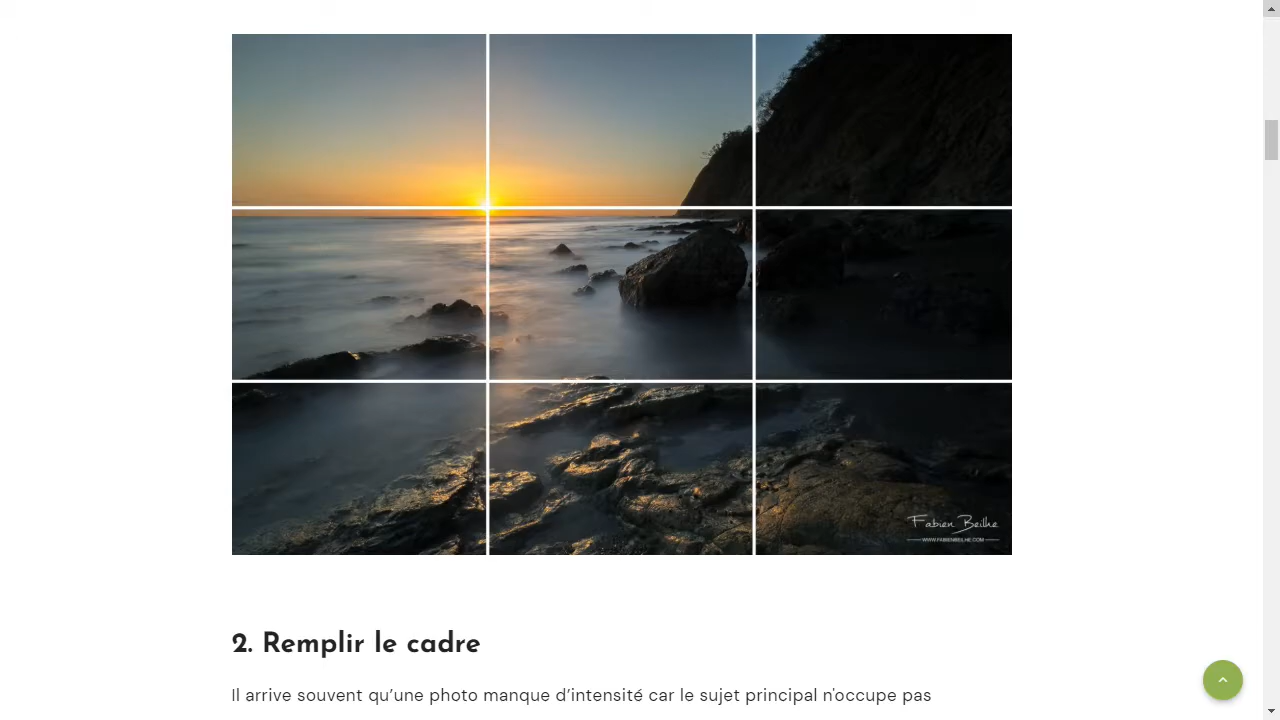 Fabien Beilhe
WWW.FABIENBEILHE.COM
2. Remplir le cadre
Il arrive souvent qu’une photo manque d’intensité car le sujet principal n'occupe pas